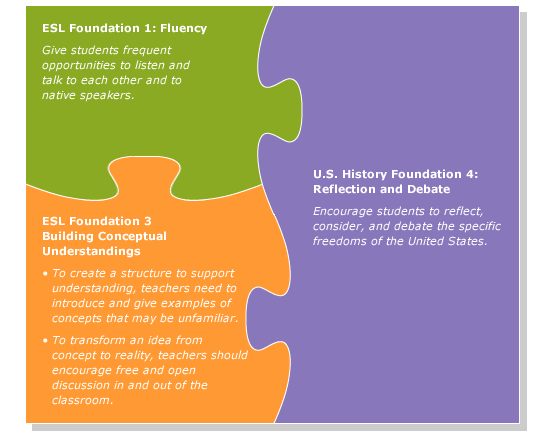 ESL Foundation 1: Fluency
Give students frequent
opportunities to listen and
talk to each other and to
native speakers.
ESL Foundation 3
Building Conceptual
Understandings
• To create a structure to support
understanding, teachers need to
introduce and give examples of
concepts that may be unfamiliar.
• To transform an idea from
concept to reality, teachers should
encourage free and open
discussion in and out of the
classroom.
U.S. History Foundation 4:
Reflection and Debate
Encourage students to reflect,
consider, and debate the specific
freedoms of the United States.